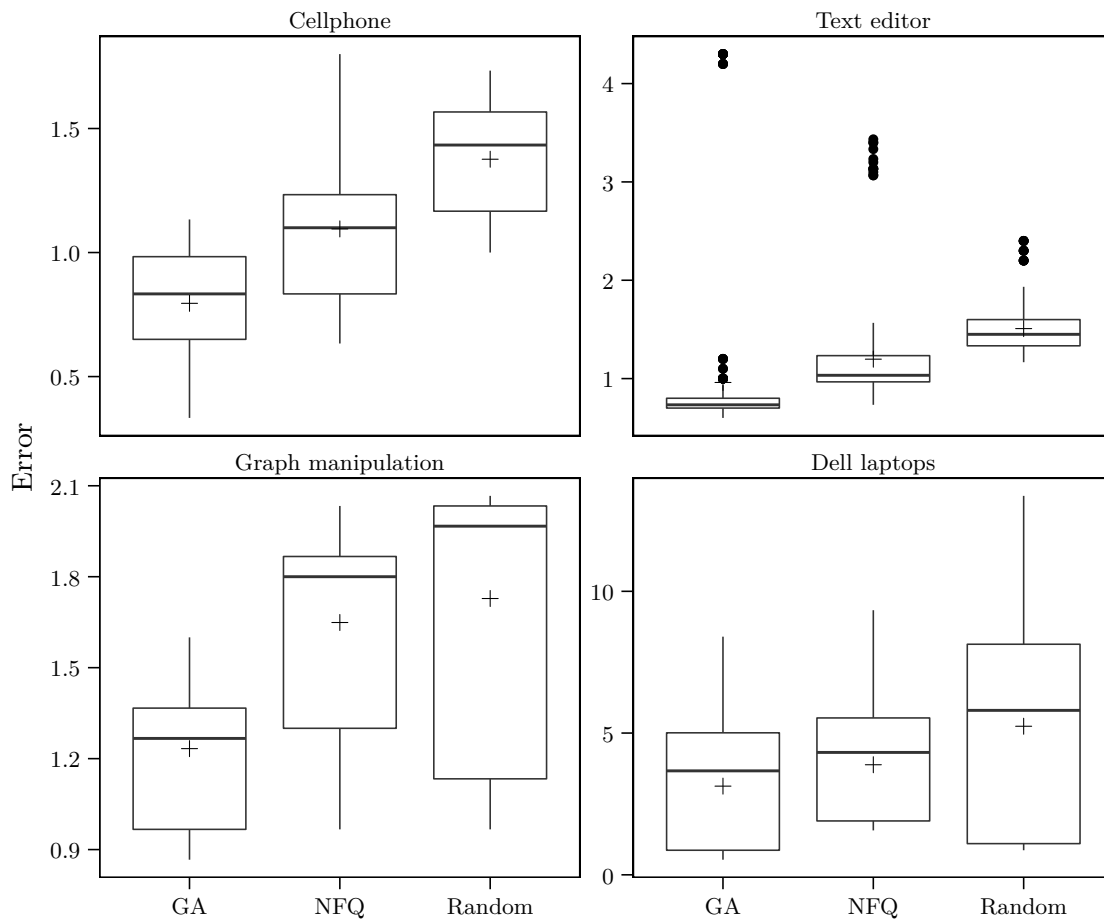 Cellphone
Text editor
1.5
1.0
0.5
4
3
2
1
Error
Graph manipulation
Dell laptops
2.1
1.8
1.5
1.2
0.9
10
5
0
GA NFQ Random
GA NFQ Random